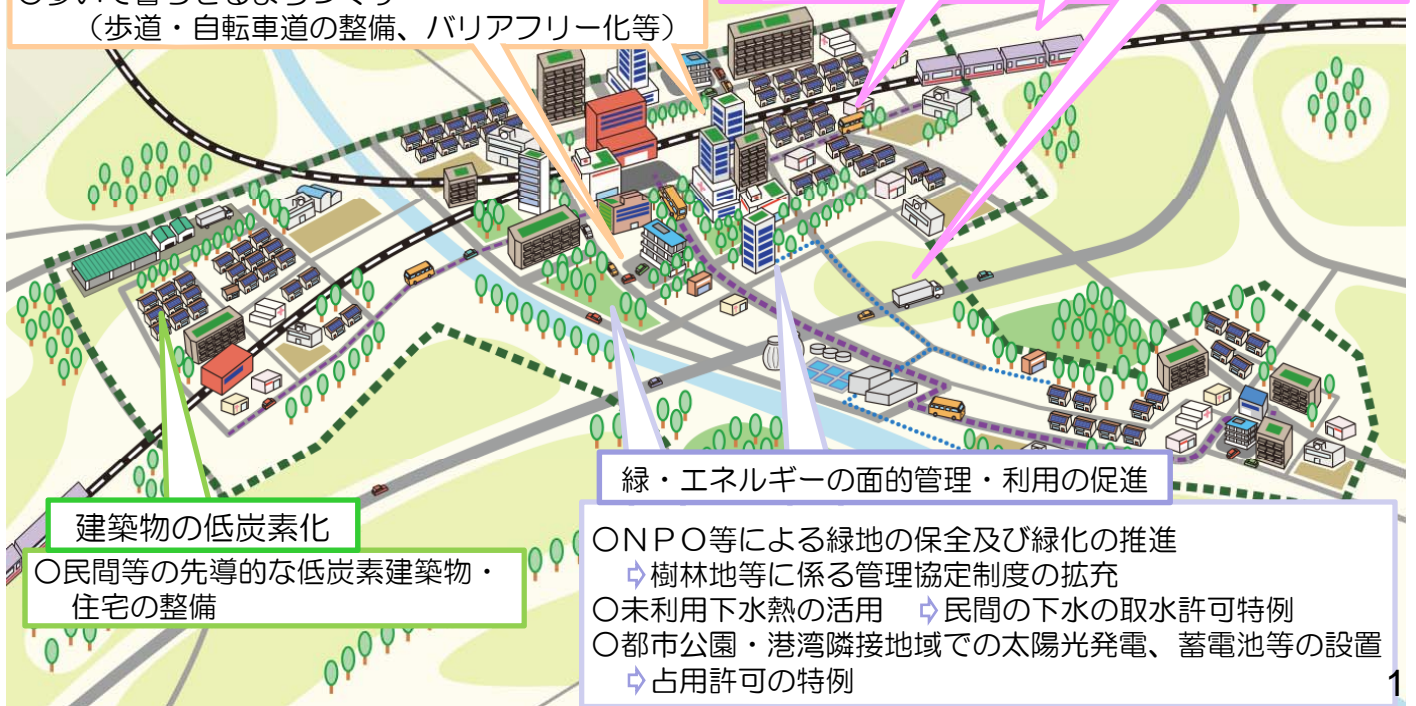 （歩道・自転車道の整備、バリアフリー化等）
建築物の低炭素化
○民間等の先導的な低炭素建築物・
住宅の整備
緑・エネルギーの面的管理・利用の促進
○ＮＰＯ等による緑地の保全及び緑化の推進
⇨樹林地等に係る管理協定制度の拡充
○未利用下水熱の活用　⇨民間の下水の取水許可特例
○都市公園・港湾隣接地域での太陽光発電、蓄電池等の設置
⇨占用許可の特例
1